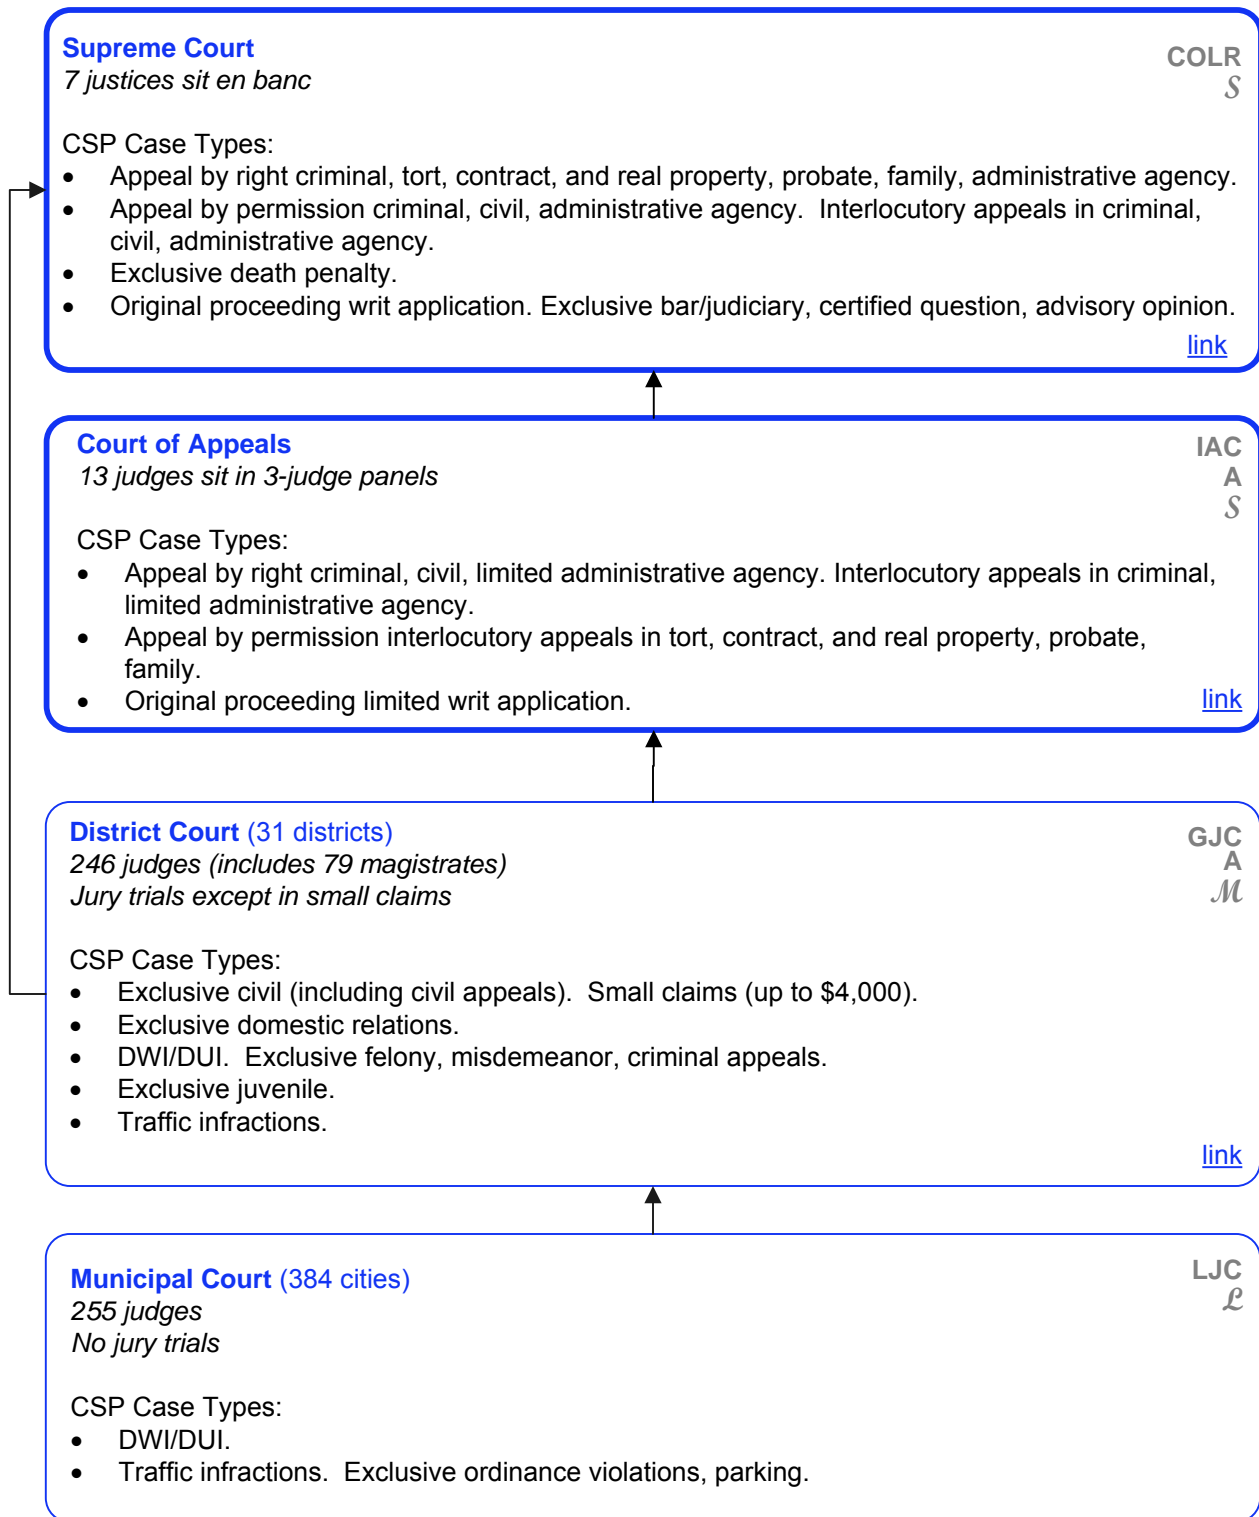 Supreme Court
COLR
7 justices sit en banc
S
CSP Case Types:
• Appeal by right criminal, tort, contract, and real property, probate, family, administrative agency.
• Appeal by permission criminal, civil, administrative agency.  Interlocutory appeals in criminal,
civil, administrative agency.
• Exclusive death penalty.
• Original proceeding writ application. Exclusive bar/judiciary, certified question, advisory opinion.
link
Court of Appeals
IAC
13 judges sit in 3-judge panels
A
S
CSP Case Types:
• Appeal by right criminal, civil, limited administrative agency. Interlocutory appeals in criminal,
limited administrative agency.
• Appeal by permission interlocutory appeals in tort, contract, and real property, probate,
family.
• Original proceeding limited writ application.
link
District Court (31 districts)
GJC
246 judges (includes 79 magistrates)
A
Jury trials except in small claims
M
CSP Case Types:
• Exclusive civil (including civil appeals).  Small claims (up to $4,000).
• Exclusive domestic relations.
• DWI/DUI.  Exclusive felony, misdemeanor, criminal appeals.
• Exclusive juvenile.
• Traffic infractions.
link
Municipal Court (384 cities)
LJC
255 judges
L
No jury trials
CSP Case Types:
• DWI/DUI.
• Traffic infractions.  Exclusive ordinance violations, parking.